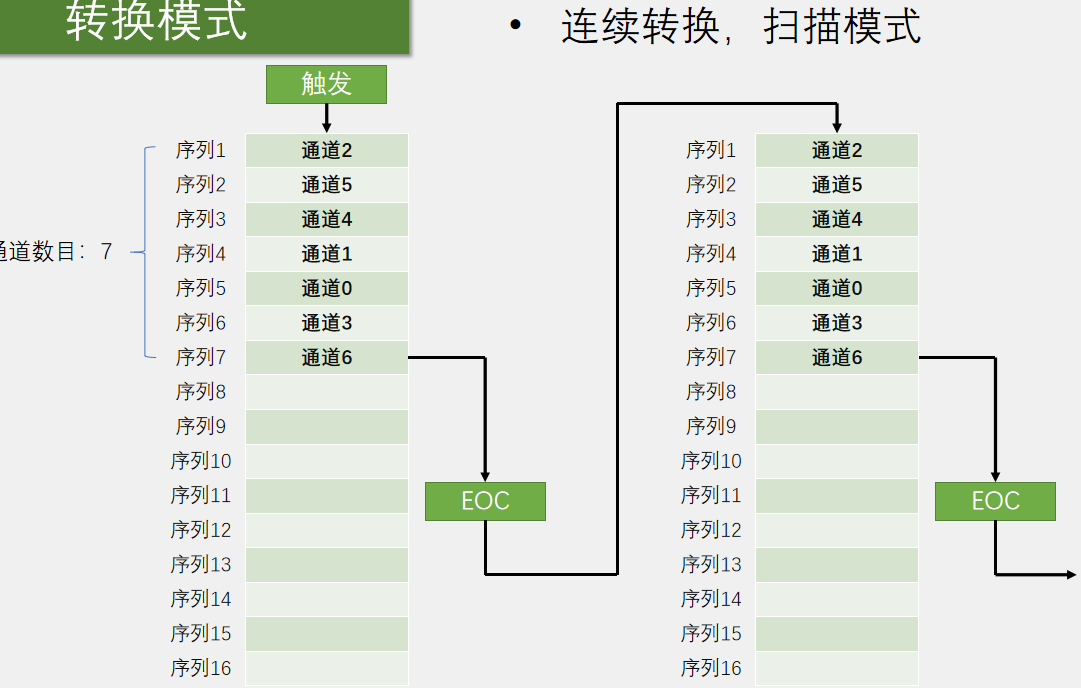 转换模式
• 连续转换，扫描模式
触发
序列1 通道2
序列2 通道5
序列3 通道4
序列4 通道1
序列5 通道0
序列6 通道3
序列7 通道6
序列8
序列9
序列10
序列11
序列12
序列13
序列14
序列15
序列16
通道数目：7
EOC
序列1 通道2
序列2 通道5
序列3 通道4
序列4 通道1
序列5 通道0
序列6 通道3
序列7 通道6
序列8
序列9
序列10
序列11
序列12
序列13
序列14
序列15
序列16
EOC